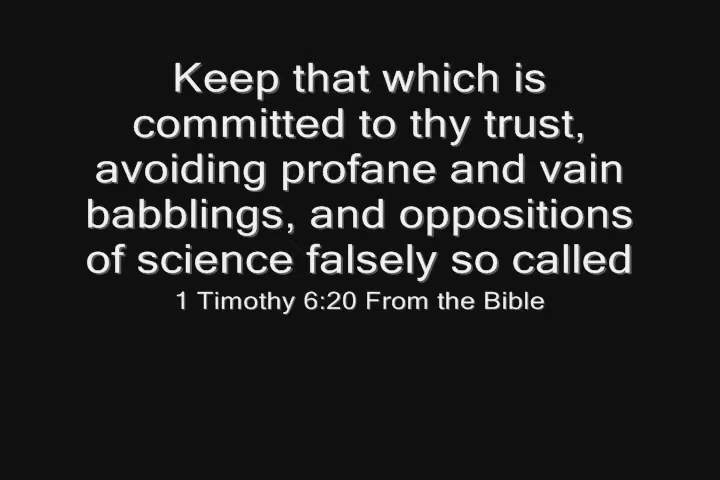 Keep that which is
committed to thy trust,
avoiding profane and vain
babblings, and oppositions
of science falsely so called
1 Timothy 6:20 From the Bible